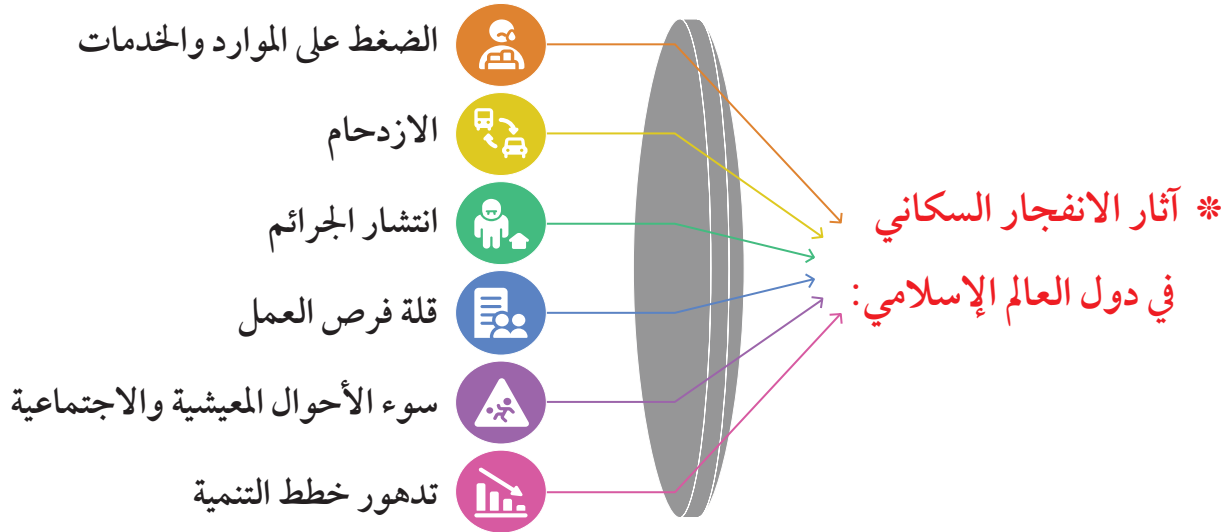 * آثار الانفجار السكاني
في دول العالم الإسلامي:
الضغط على الموارد والخدمات
الازدحام
انتشار الجرائم
قلة فرص العمل
سوء الأحوال المعيشية والاجتماعية
تدهور خطط التنمية